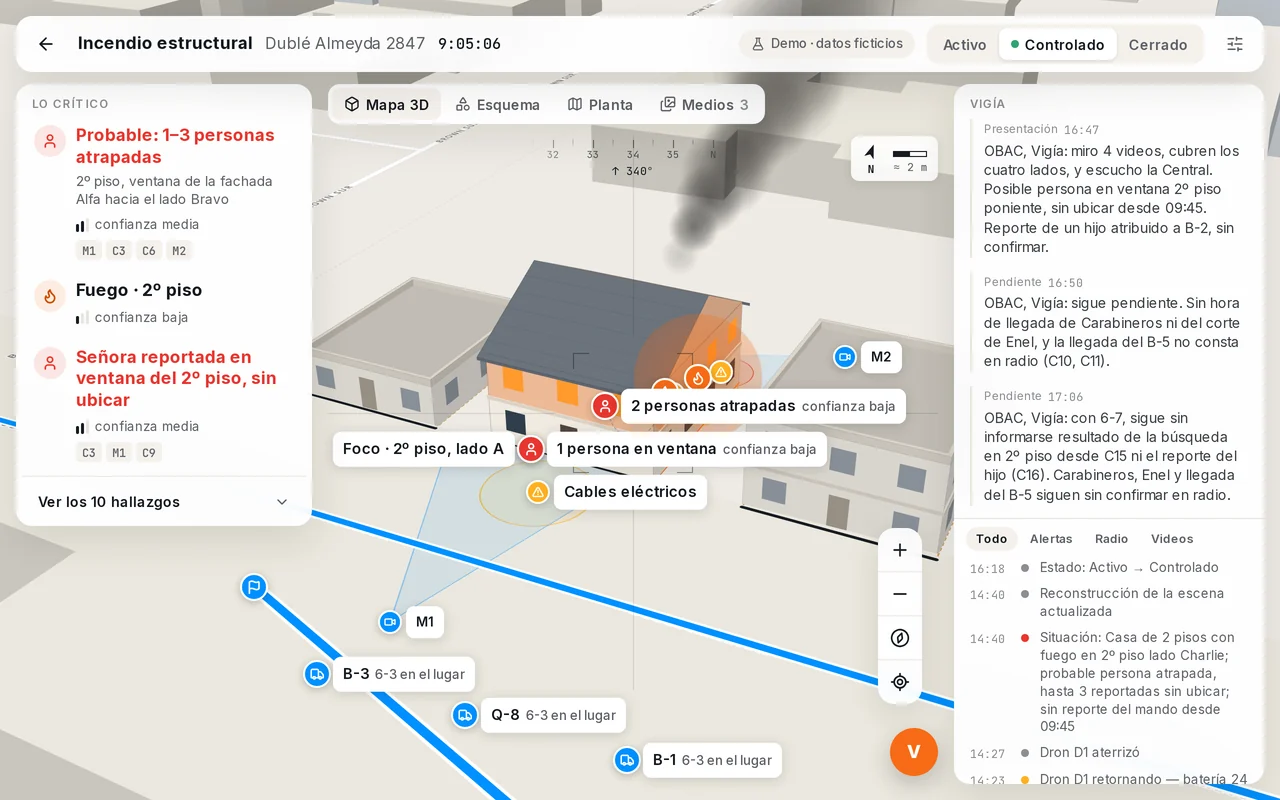 Incendio estructural Dublé Almeyda 2847 9:05:06
Demo · datos ficticios
Activo
Controlado
Cerrado
LO CRÍTICO
Probable: 1–3 personas
atrapadas
2º piso, ventana de la fachada
Alfa hacia el lado Bravo
confianza media
M1 C3 C6 M2
Fuego · 2º piso
confianza baja
Señora reportada en
ventana del 2º piso, sin
ubicar
confianza media
C3 M1 C9
Ver los 10 hallazgos
Mapa 3D
Esquema
Planta
Medios 3
32 33 34 35 N
↑ 340°
N
≈ 2 m
M2
2 personas atrapadas confianza baja
Foco · 2º piso, lado A
1 persona en ventana confianza baja
Cables eléctricos
M1
B-3 6-3 en el lugar
Q-8 6-3 en el lugar
B-1 6-3 en el lugar
V
VIGÍA
Presentación 16:47
OBAC, Vigía: miro 4 videos, cubren los
cuatro lados, y escucho la Central.
Posible persona en ventana 2º piso
poniente, sin ubicar desde 09:45.
Reporte de un hijo atribuido a B-2, sin
confirmar.
Pendiente 16:50
OBAC, Vigía: sigue pendiente. Sin hora
de llegada de Carabineros ni del corte
de Enel, y la llegada del B-5 no consta
en radio (C10, C11).
Pendiente 17:06
OBAC, Vigía: con 6-7, sigue sin
informarse resultado de la búsqueda
en 2º piso desde C15 ni el reporte del
hijo (C16). Carabineros, Enel y llegada
del B-5 siguen sin confirmar en radio.
Todo Alertas Radio Videos
16:18 Estado: Activo → Controlado
14:40 Reconstrucción de la escena
actualizada
14:40 Situación: Casa de 2 pisos con
fuego en 2º piso lado Charlie;
probable persona atrapada,
hasta 3 reportadas sin ubicar;
sin reporte del mando desde
09:45
14:27 Dron D1 aterrizó
14:23 Dron D1 retornando — batería 24